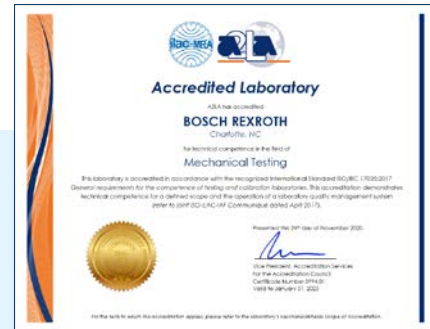 ilac-MRA
A2LA
Accredited Laboratory
A2LA has accredited
BOSCH REXROTH
Charlotte, NC
for technical competence in the field of
Mechanical Testing
This laboratory is accredited in accordance with the recognized International Standard ISO/IEC 17025:2017
General requirements for the competence of testing and calibration laboratories. This accreditation demonstrates
technical competence for a defined scope and the operation of a laboratory quality management system
(refer to joint ISO-ILAC-IAF Communique dated April 2017).
Presented this 24th day of November 2020.
Vice President, Accreditation Services
For the Accreditation Council
Certificate Number
Valid to January 31, 2023
For the tests to which this accreditation applies, please refer to the laboratory's Mechanical Scope of Accreditation.